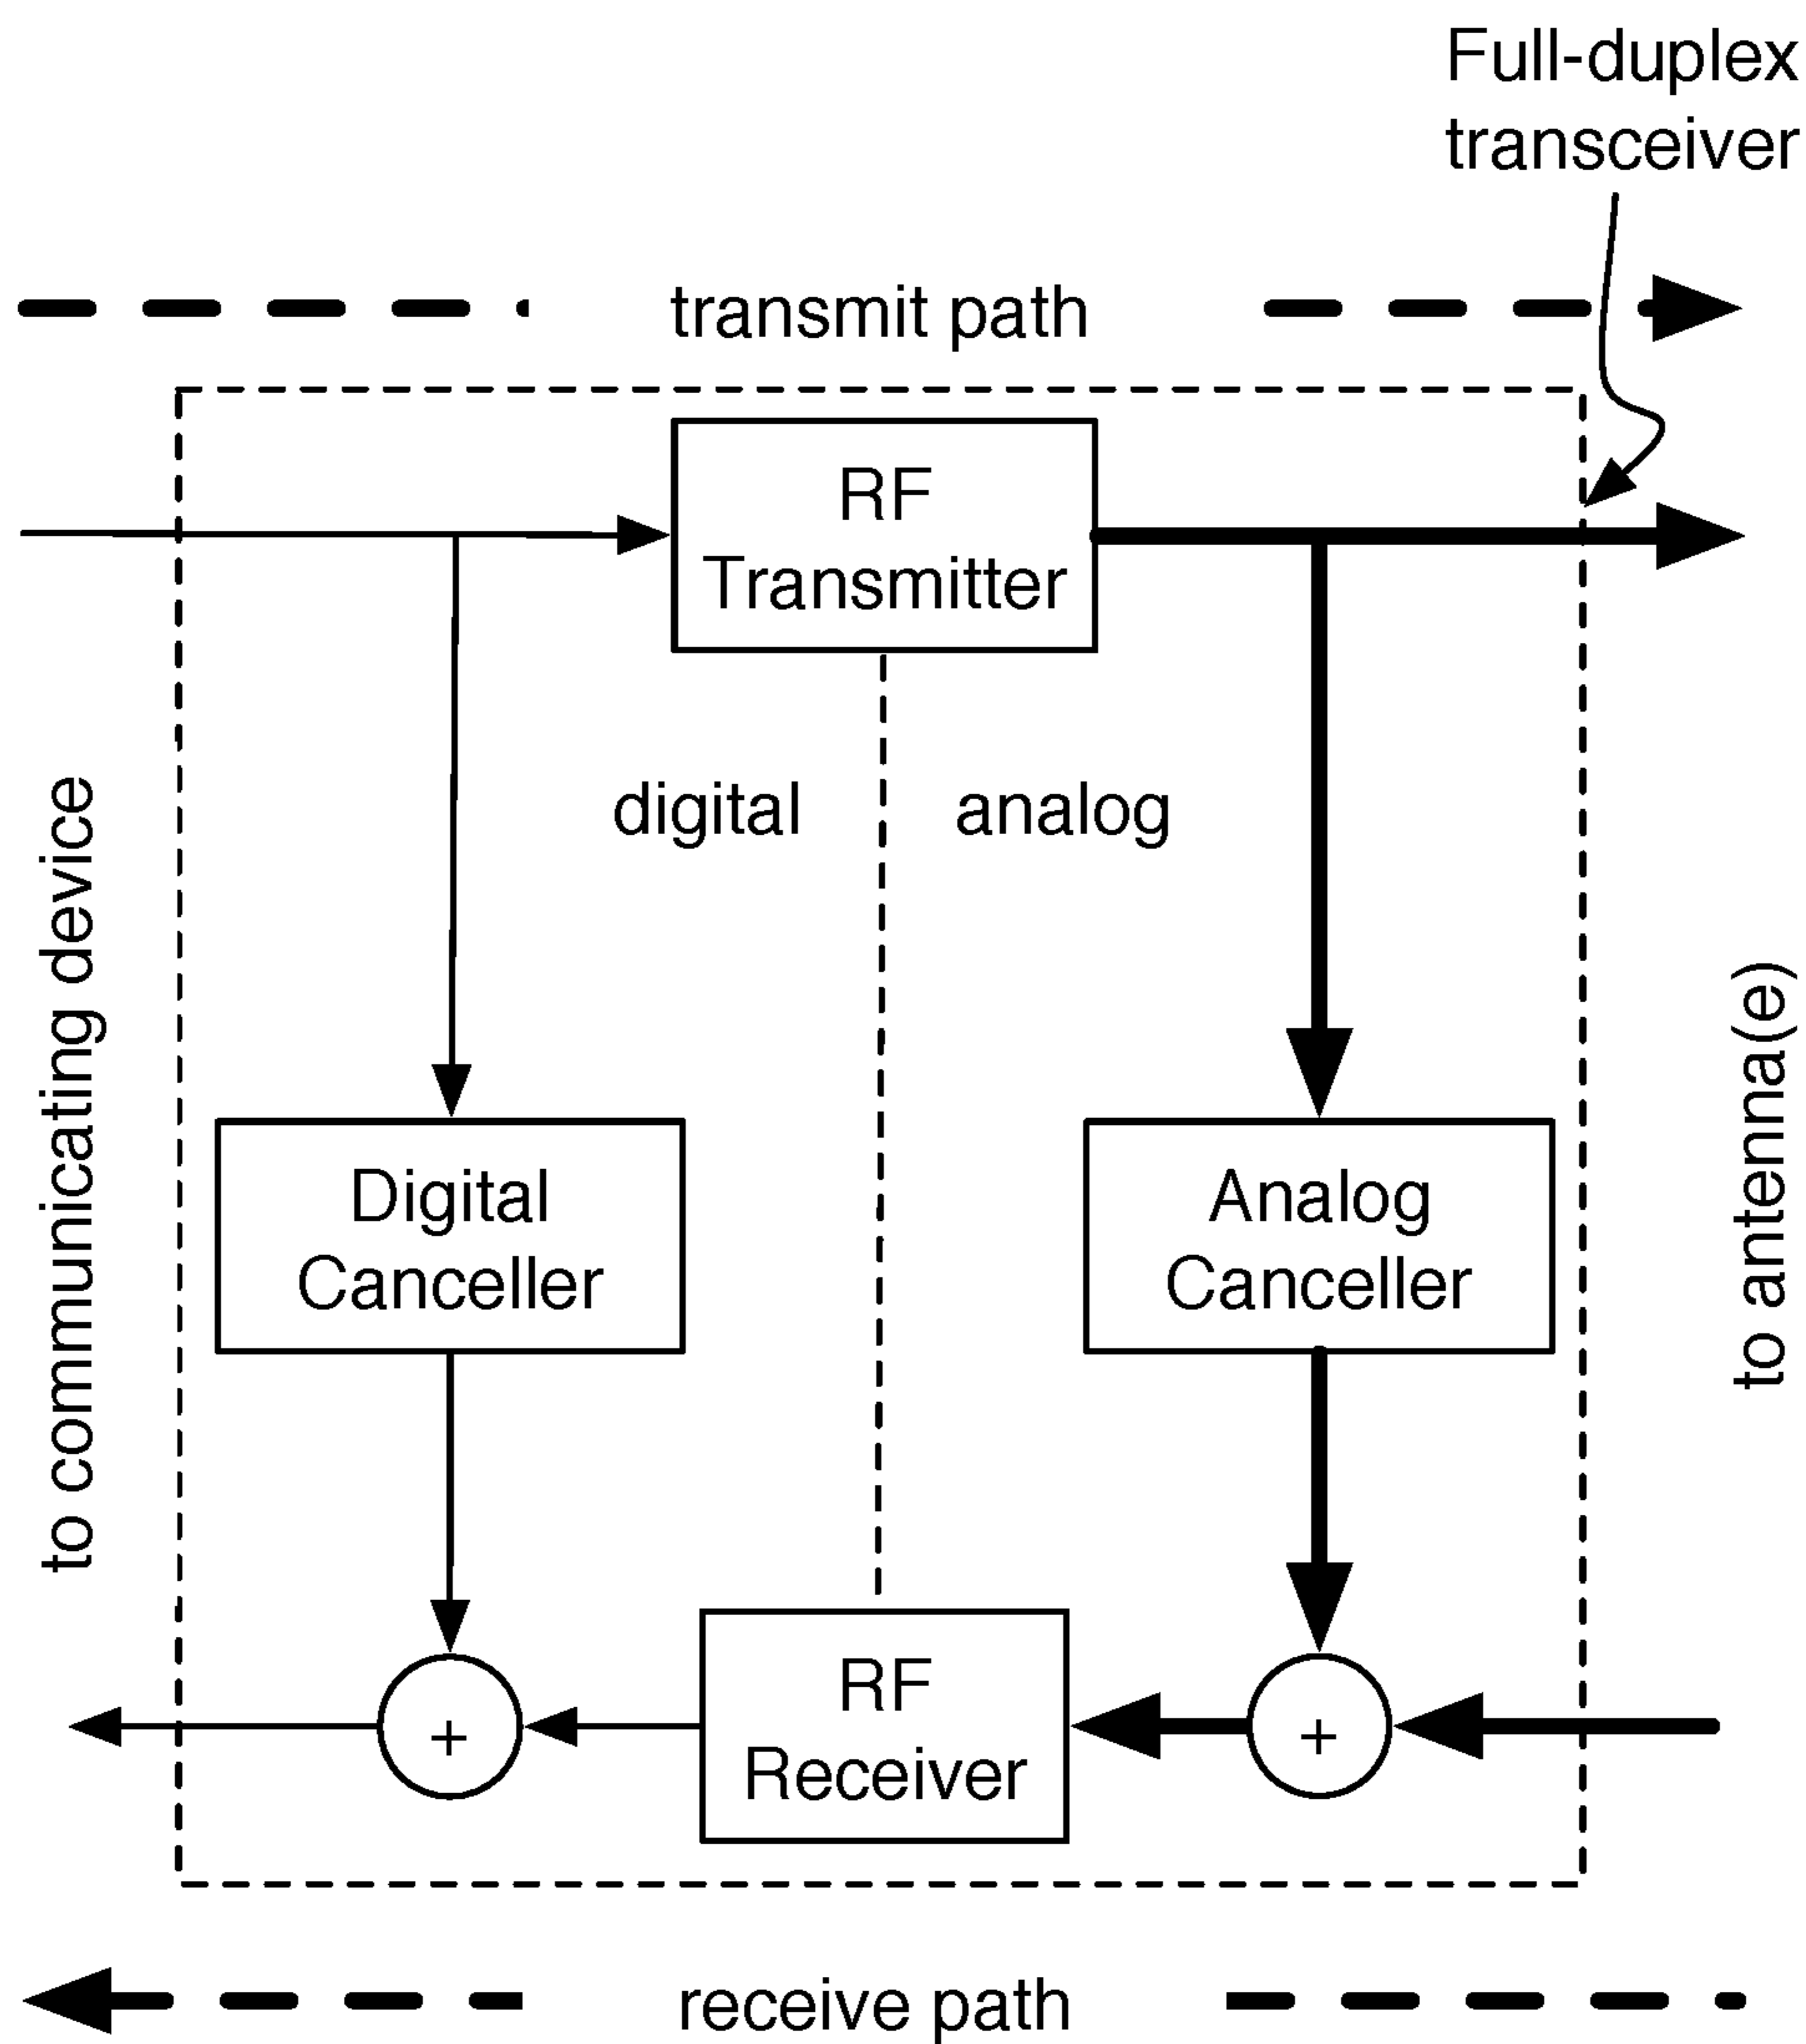 Full-duplex
transceiver
transmit path
RF
Transmitter
digital
analog
to communicating device
to antenna(e)
Digital
Canceller
Analog
Canceller
+
RF
Receiver
+
receive path